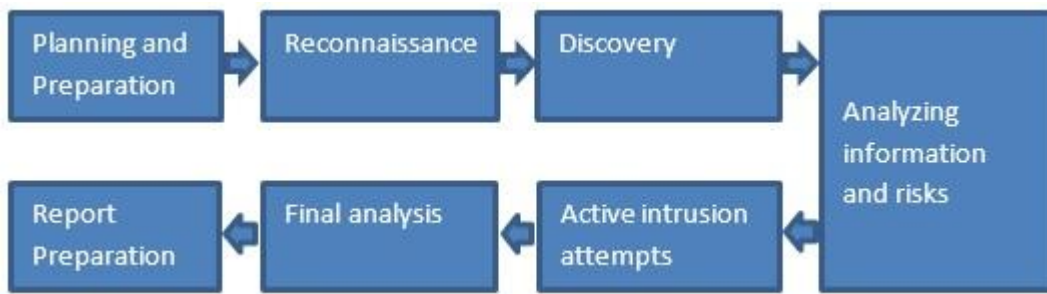 Planning and
Preparation
Reconnaissance
Discovery
Analyzing
information
and risks
Active intrusion
attempts
Final analysis
Report
Preparation